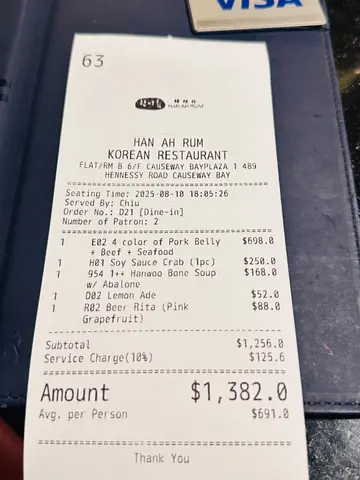 VISA
63
HAN AH RUM
HAN AH RUM
KOREAN RESTAURANT
FLAT/RM B 6/F CAUSEWAY BAYPLAZA 1 489
HENNESSY ROAD CAUSEWAY BAY
Seating Time: 2025-08-10 18:05:26
Served By: Chiu
Order No.: D21 [Dine-in]
Number of Patron: 2
1 E02 4 color of Pork Belly $698.0
+ Beef + Seafood
1 H01 Soy Sauce Crab (1pc) $250.0
1 954 1++ Hanwoo Bone Soup $168.0
w/ Abalone
1 D02 Lemon Ade $52.0
1 R02 Beer Rita (Pink $88.0
Grapefruit)
Subtotal $1,256.0
Service Charge(10%) $125.6
Amount $1,382.0
Avg. per Person $691.0
Thank You